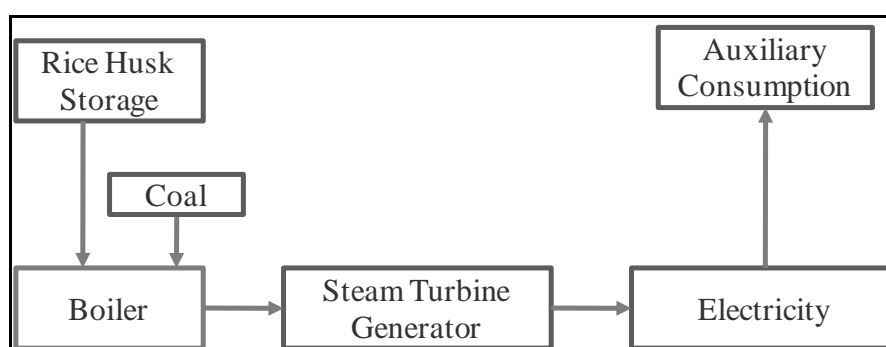 Rice Husk
Storage
Auxiliary
Consumption
Coal
Boiler
Steam Turbine
Generator
Electricity